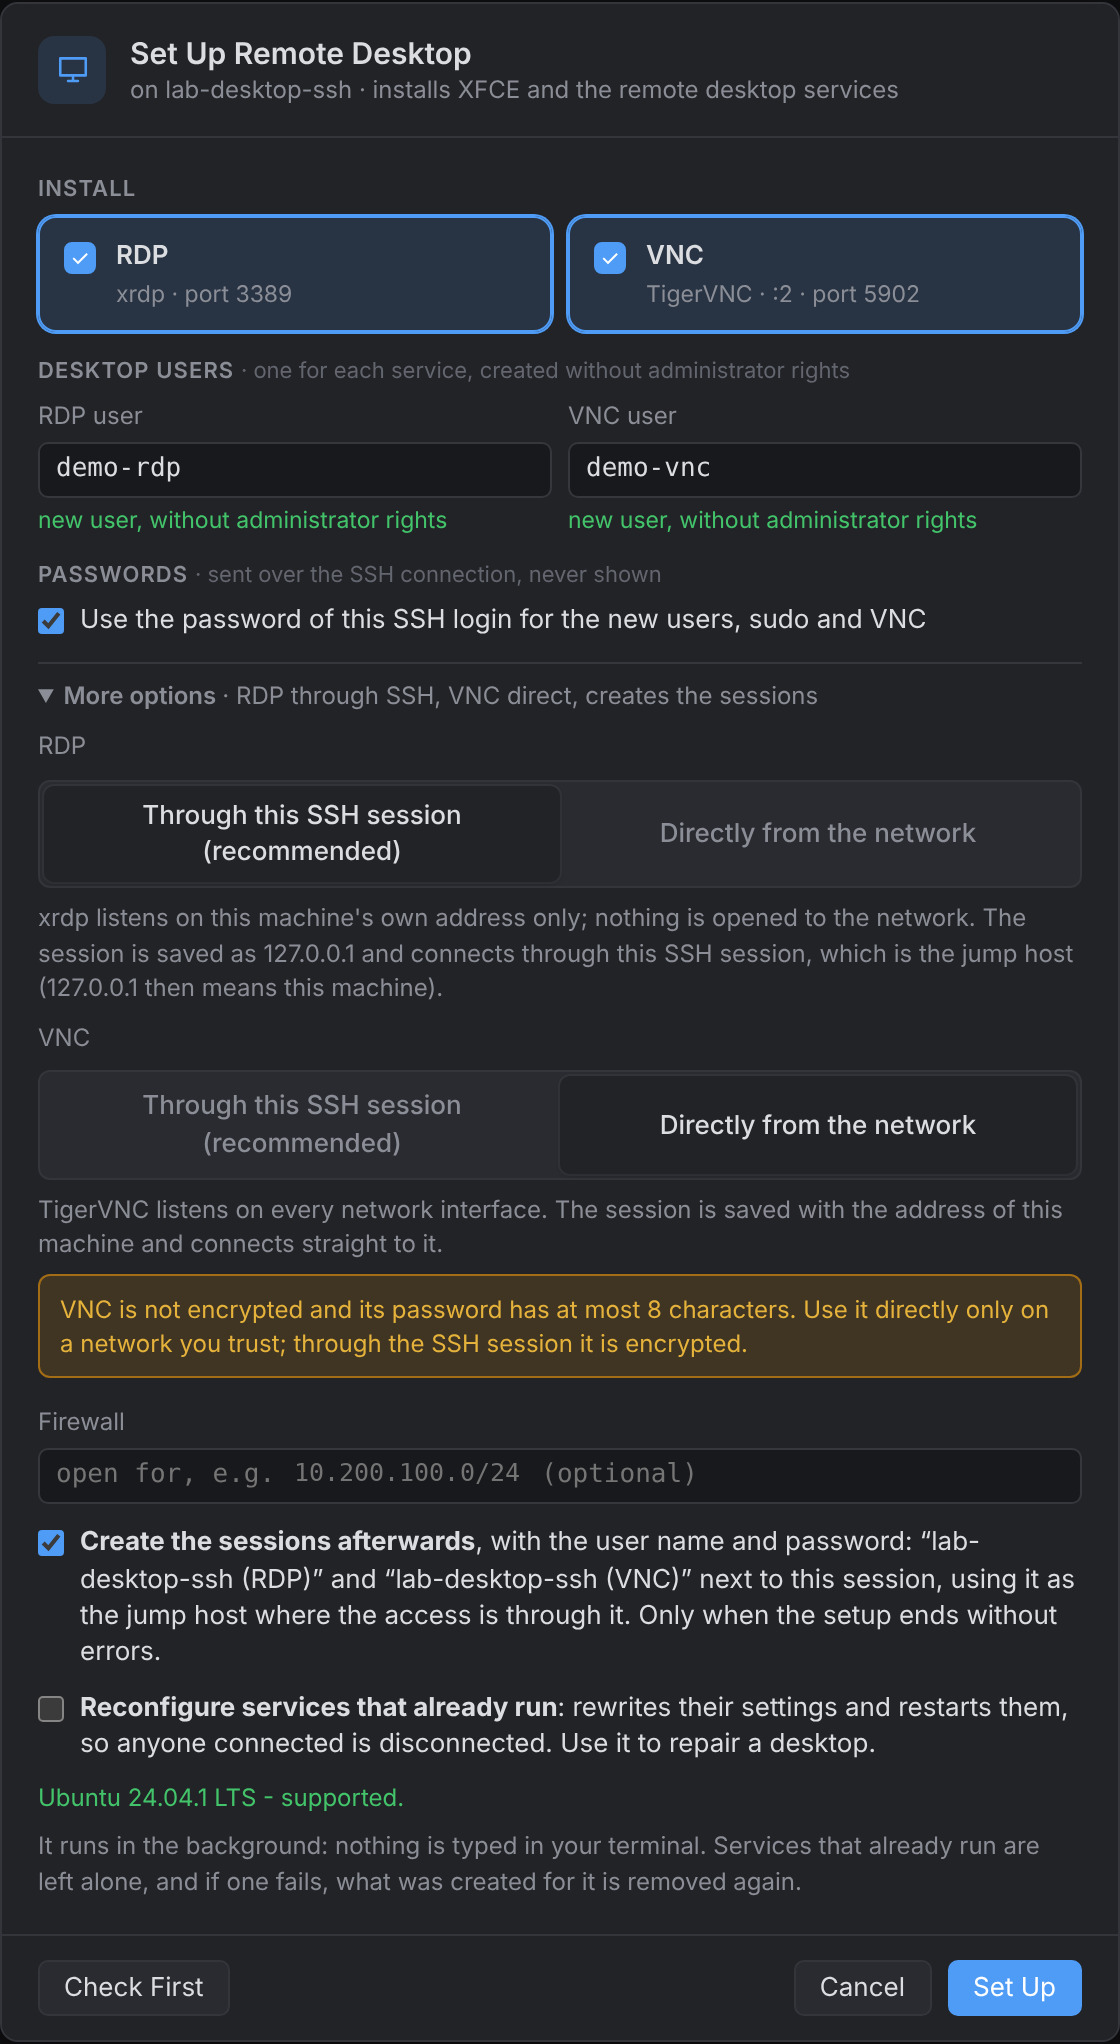 Set Up Remote Desktop
on lab-desktop-ssh · installs XFCE and the remote desktop services
INSTALL
RDP
xrdp · port 3389
VNC
TigerVNC · :2 · port 5902
DESKTOP USERS · one for each service, created without administrator rights
RDP user
VNC user
demo-rdp
demo-vnc
new user, without administrator rights
new user, without administrator rights
PASSWORDS · sent over the SSH connection, never shown
Use the password of this SSH login for the new users, sudo and VNC
▼ More options · RDP through SSH, VNC direct, creates the sessions
RDP
Through this SSH session
(recommended)
Directly from the network
xrdp listens on this machine's own address only; nothing is opened to the network. The
session is saved as 127.0.0.1 and connects through this SSH session, which is the jump host
(127.0.0.1 then means this machine).
VNC
Through this SSH session
(recommended)
Directly from the network
TigerVNC listens on every network interface. The session is saved with the address of this
machine and connects straight to it.
VNC is not encrypted and its password has at most 8 characters. Use it directly only on
a network you trust; through the SSH session it is encrypted.
Firewall
open for, e.g. 10.200.100.0/24 (optional)
Create the sessions afterwards, with the user name and password: “lab-
desktop-ssh (RDP)” and “lab-desktop-ssh (VNC)” next to this session, using it as
the jump host where the access is through it. Only when the setup ends without
errors.
Reconfigure services that already run: rewrites their settings and restarts them,
so anyone connected is disconnected. Use it to repair a desktop.
Ubuntu 24.04.1 LTS - supported.
It runs in the background: nothing is typed in your terminal. Services that already run are
left alone, and if one fails, what was created for it is removed again.
Check First
Cancel
Set Up